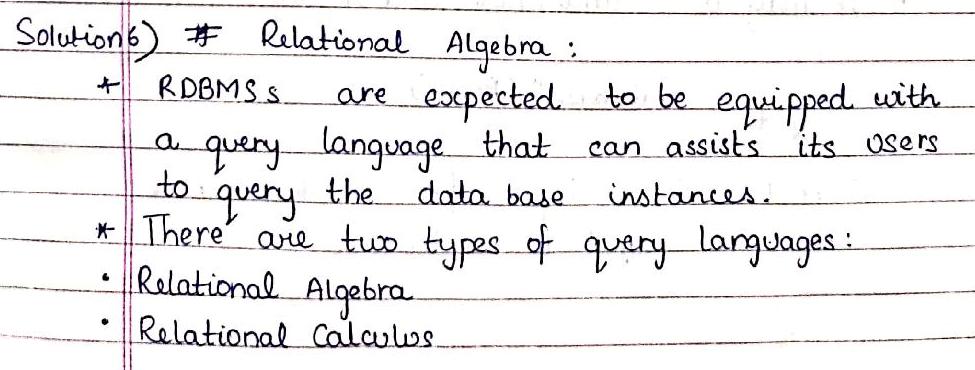 Solution6) # Relational Algebra :
* RDBMSs are expected to be equipped with
a query language that can assists its users
to query the data base instances.
* There are two types of query languages :
• Relational Algebra
• Relational Calculus